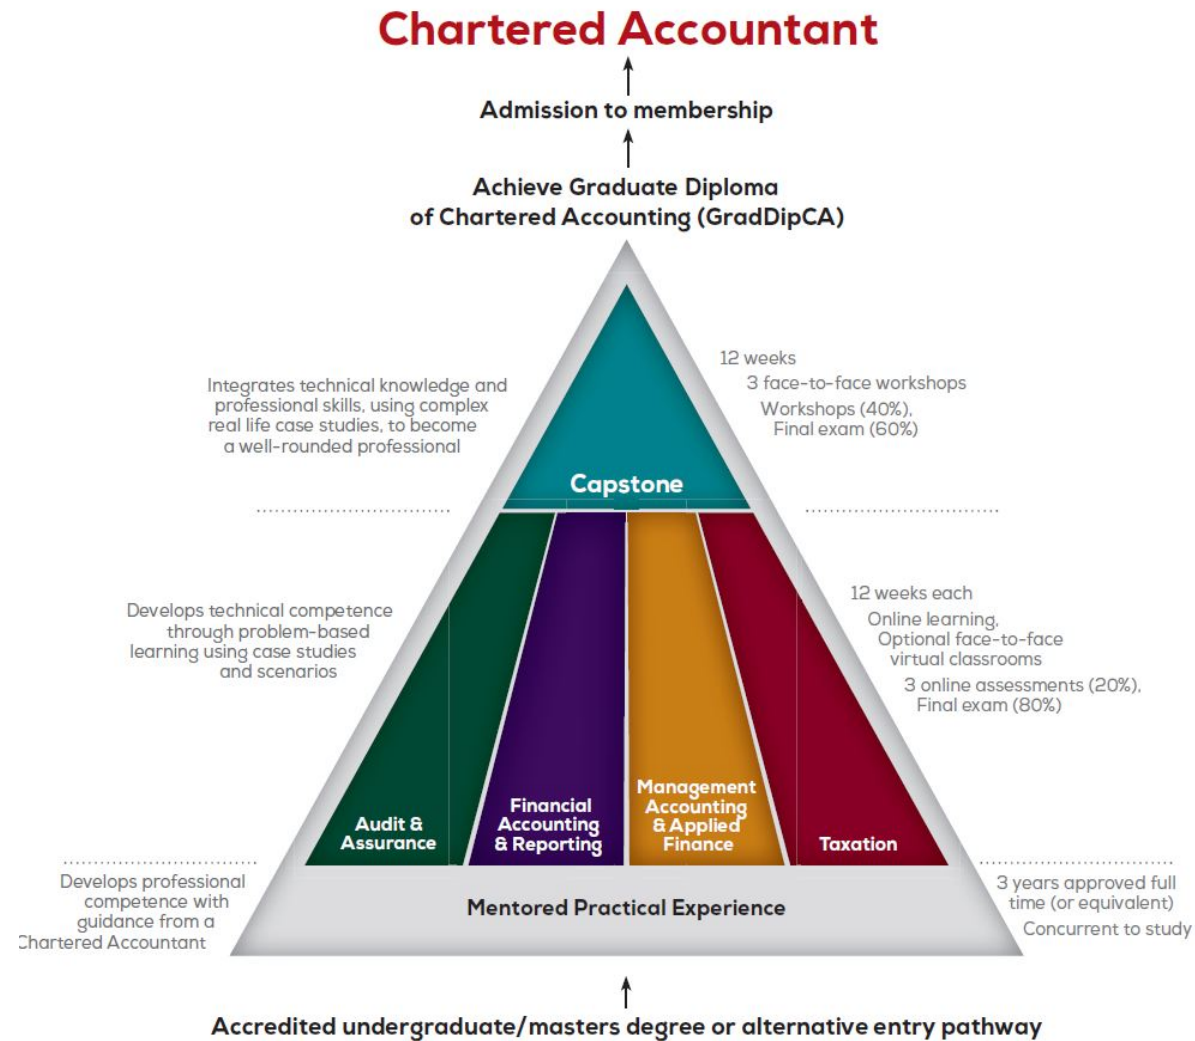 Chartered Accountant
Admission to membership
Achieve Graduate Diploma
of Chartered Accounting (GradDipCA)
Integrates technical knowledge and
professional skills, using complex
real life case studies, to become
a well-rounded professional
12 weeks
3 face-to-face workshops
Workshops (40%),
Final exam (60%)
Capstone
Develops technical competence
through problem-based
learning using case studies
and scenarios
12 weeks each
Online learning,
Optional face-to-face
virtual classrooms
3 online assessments (20%),
Final exam (80%)
Audit &
Assurance
Financial
Accounting
& Reporting
Management
Accounting
& Applied
Finance
Taxation
Develops professional
competence with
guidance from a
Chartered Accountant
Mentored Practical Experience
3 years approved full
time (or equivalent)
Concurrent to study
Accredited undergraduate/masters degree or alternative entry pathway